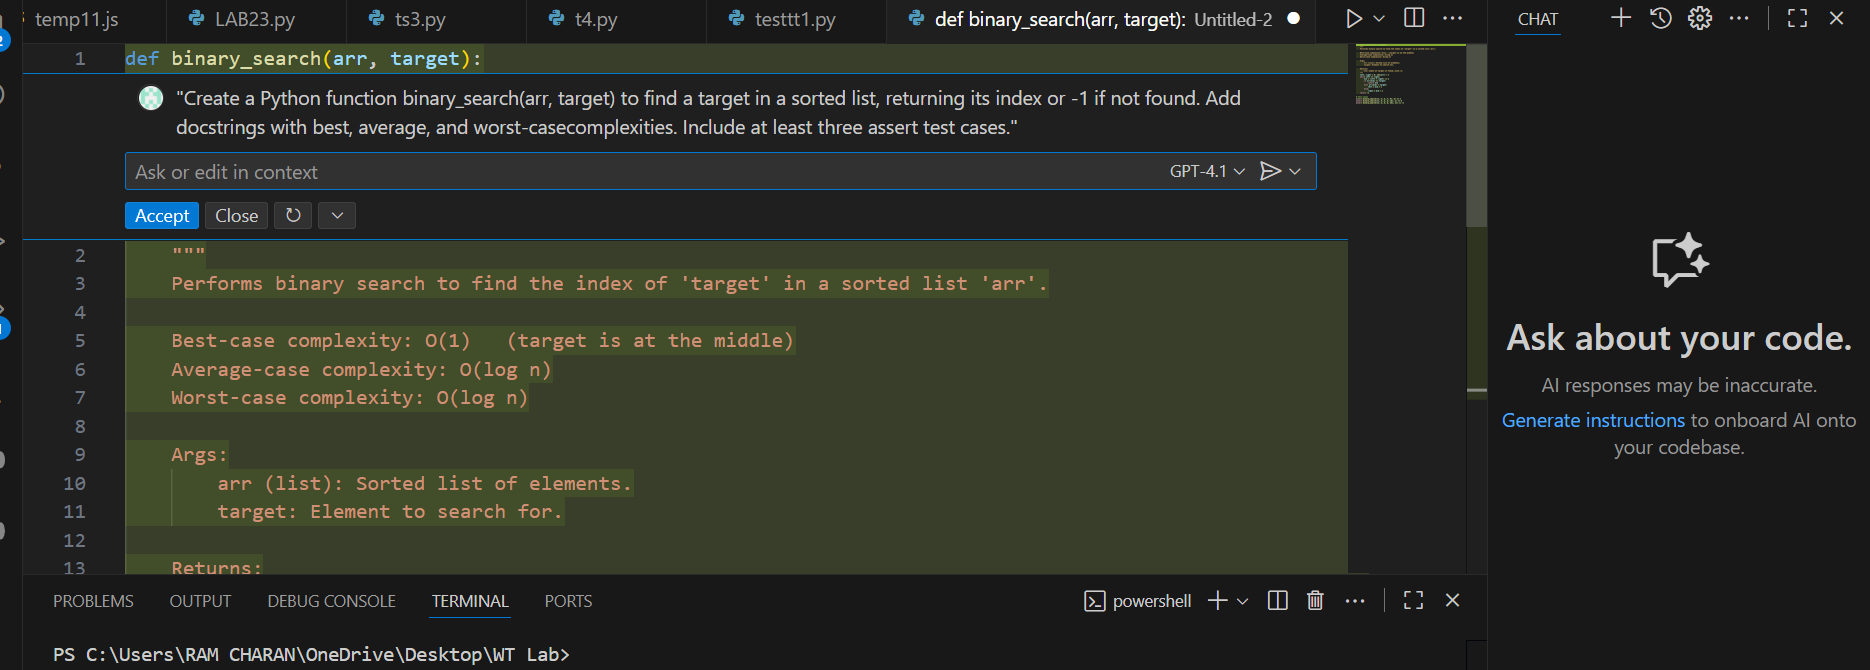 temp11.js LAB23.py ts3.py t4.py testtt1.py def binary_search(arr, target): Untitled-2
1 def binary_search(arr, target):
"Create a Python function binary_search(arr, target) to find a target in a sorted list, returning its index or -1 if not found. Add
docstrings with best, average, and worst-casecomplexities. Include at least three assert test cases."
Ask or edit in context GPT-4.1
Accept Close
2 """
3 Performs binary search to find the index of 'target' in a sorted list 'arr'.
4
5 Best-case complexity: O(1)   (target is at the middle)
6 Average-case complexity: O(log n)
7 Worst-case complexity: O(log n)
8
9 Args:
10 arr (list): Sorted list of elements.
11 target: Element to search for.
12
13 Returns:
PROBLEMS OUTPUT DEBUG CONSOLE TERMINAL PORTS powershell
PS C:\Users\RAM CHARAN\OneDrive\Desktop\WT Lab>
CHAT
Ask about your code.
AI responses may be inaccurate.
Generate instructions to onboard AI onto
your codebase.